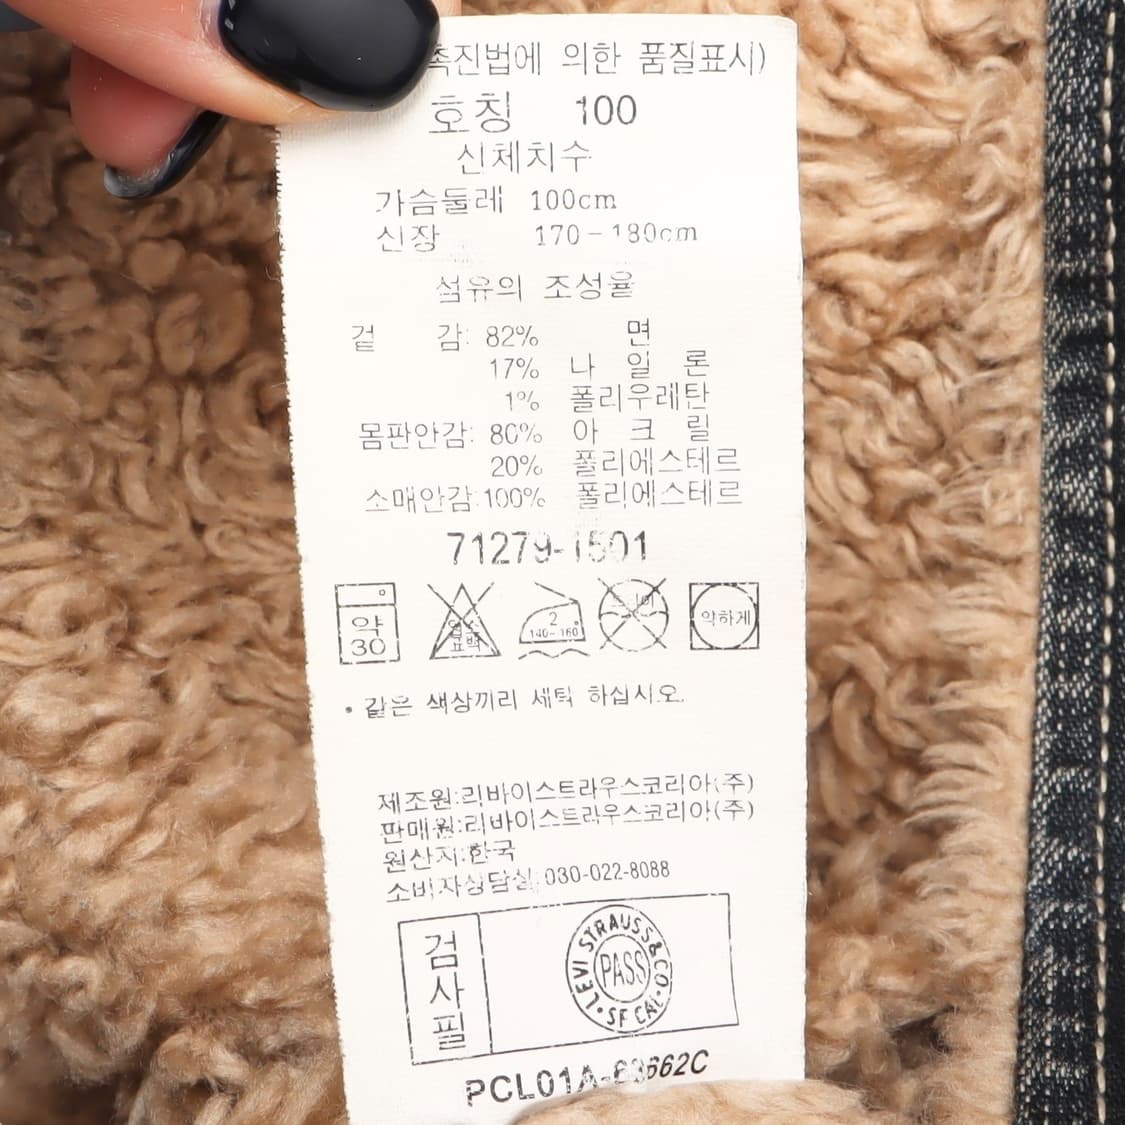 촉진법에 의한 품질표시)
호칭 100
신체치수
가슴둘레 100cm
신장 170-180cm
섬유의 조성율
겉 감: 82% 면
17% 나 일 론
1% 폴리우레탄
몸판안감: 80% 아 크 릴
20% 폴리에스테르
소매안감:100% 폴리에스테르
71279-1501
약 30
염소 표백
2 140-160
약하게
• 같은 색상끼리 세탁 하십시오.
제조원:리바이스트라우스코리아(주)
판매원:리바이스트라우스코리아(주)
원산지:한국
소비자상담실:080-022-8088
검사필
LEVI STRAUSS & CO. SF CAL.
PASS